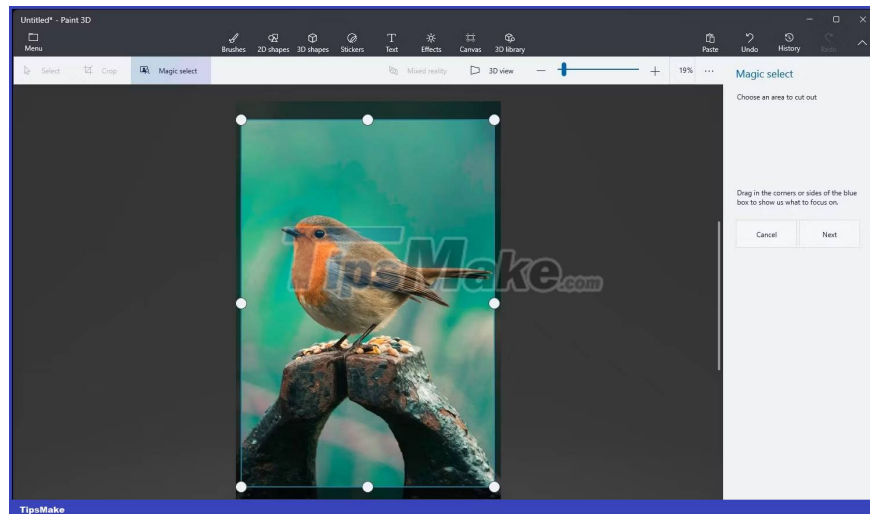 Untitled* - Paint 3D
Menu
Brushes 2D shapes 3D shapes Stickers Text Effects Canvas 3D library
Paste Undo History Redo
Select Crop Magic select
Mixed reality 3D view 19%
Magic select
Choose an area to cut out
Drag in the corners or sides of the blue
box to show us what to focus on.
Cancel Next
TipsMake.com
TipsMake